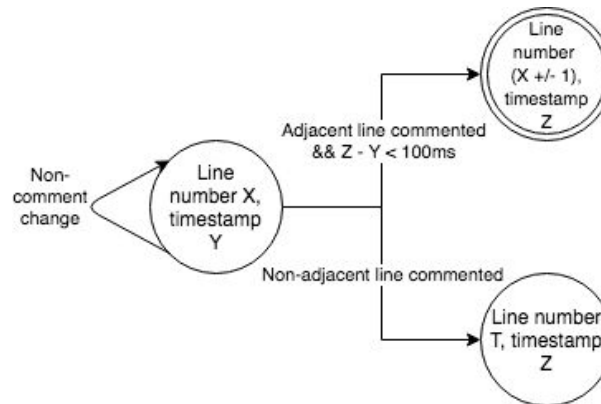 Line
number
(X +/- 1),
timestamp
Z
Adjacent line commented
&& Z - Y < 100ms
Non-
comment
change
Line
number X,
timestamp
Y
Non-adjacent line commented
Line number
T, timestamp
Z